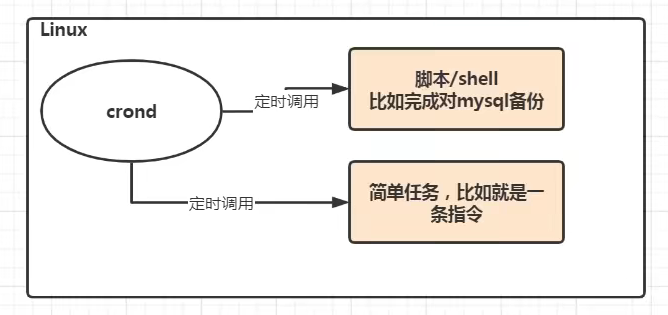 Linux
crond
定时调用
脚本/shell
比如完成对mysql备份
定时调用
简单任务，比如就是一
条指令